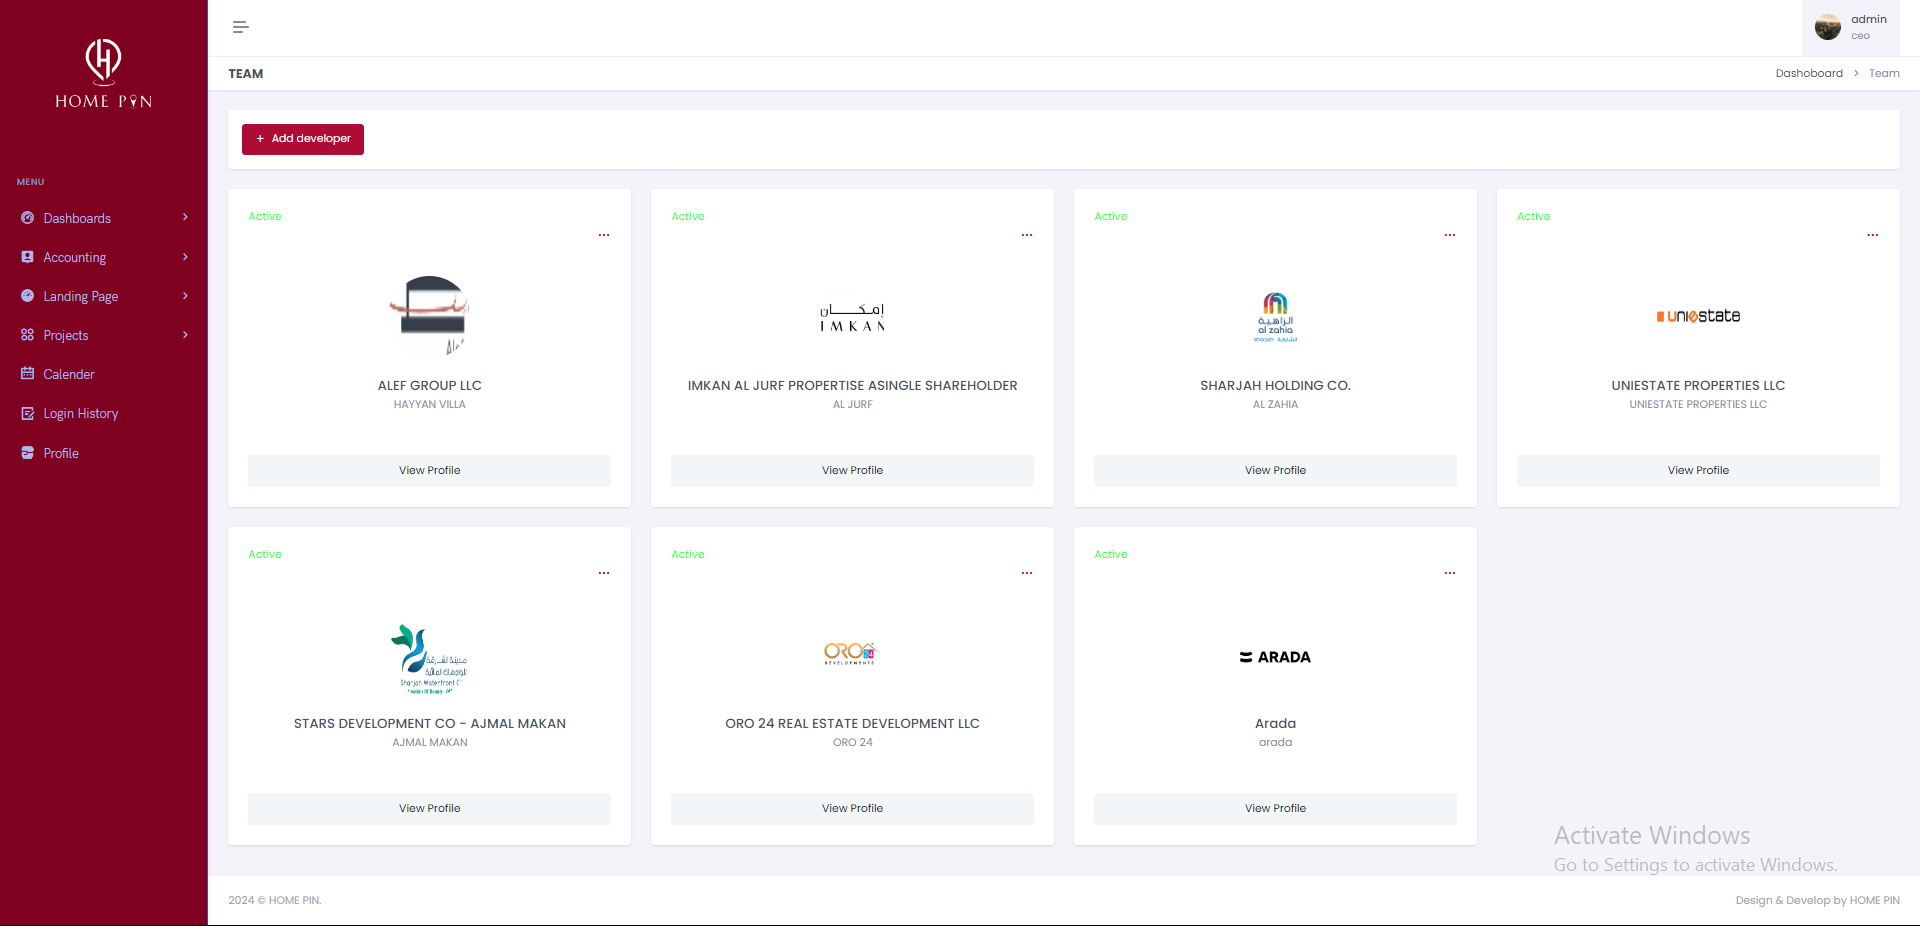 HOME PIN
MENU
Dashboards
Accounting
Landing Page
Projects
Calender
Login History
Profile
admin
ceo
TEAM
Dashoboard > Team
+ Add developer
Active
...
ALEF GROUP LLC
HAYYAN VILLA
View Profile
Active
...
إمكان
IMKAN
IMKAN AL JURF PROPERTISE ASINGLE SHAREHOLDER
AL JURF
View Profile
Active
...
الزاهية
al zahia
sharjah الشارقة
SHARJAH HOLDING CO.
AL ZAHIA
View Profile
Active
...
uniestate
UNIESTATE PROPERTIES LLC
UNIESTATE PROPERTIES LLC
View Profile
Active
...
مدينة الشارقة
للواجهات المائية
Sharjah Waterfront
STARS DEVELOPMENT CO - AJMAL MAKAN
AJMAL MAKAN
View Profile
Active
...
ORO 24
DEVELOPMENTS
ORO 24 REAL ESTATE DEVELOPMENT LLC
ORO 24
View Profile
Active
...
ARADA
Arada
arada
View Profile
Activate Windows
Go to Settings to activate Windows.
2024 © HOME PIN.
Design & Develop by HOME PIN